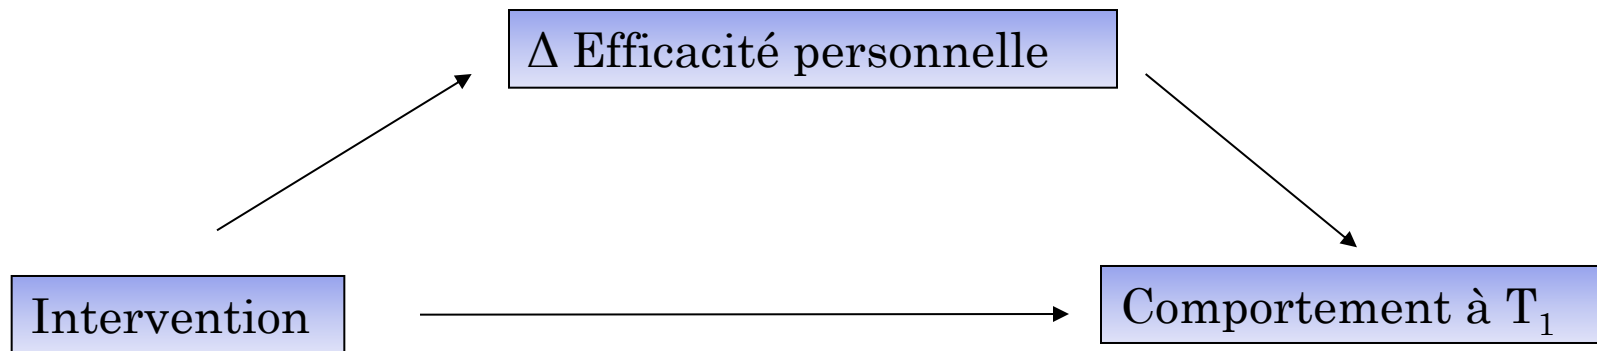 Δ Efficacité personnelle
Intervention
Comportement à T₁